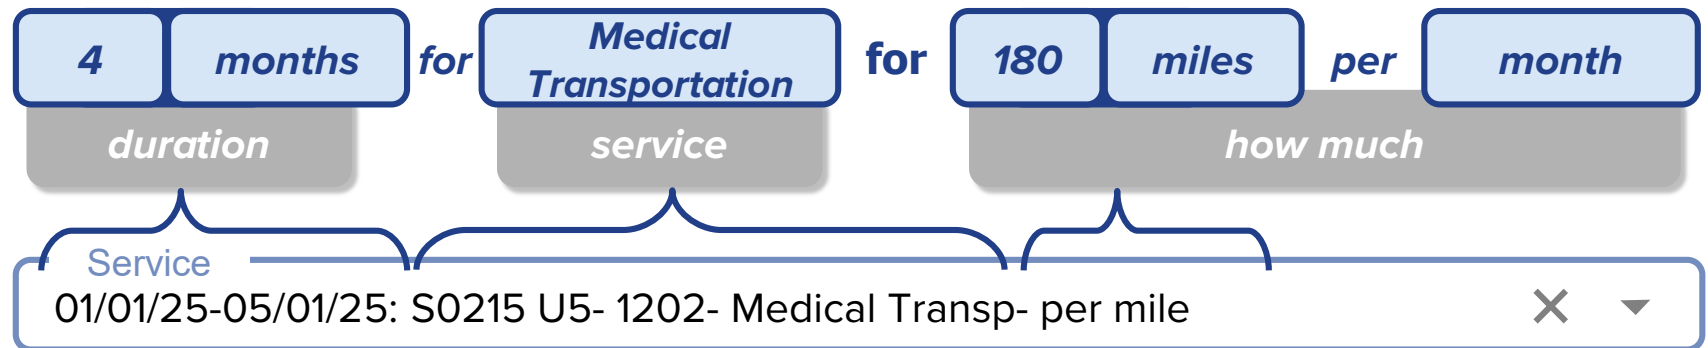 4 months for Medical Transportation for 180 miles per month
duration service how much
Service
01/01/25-05/01/25: S0215 U5- 1202- Medical Transp- per mile